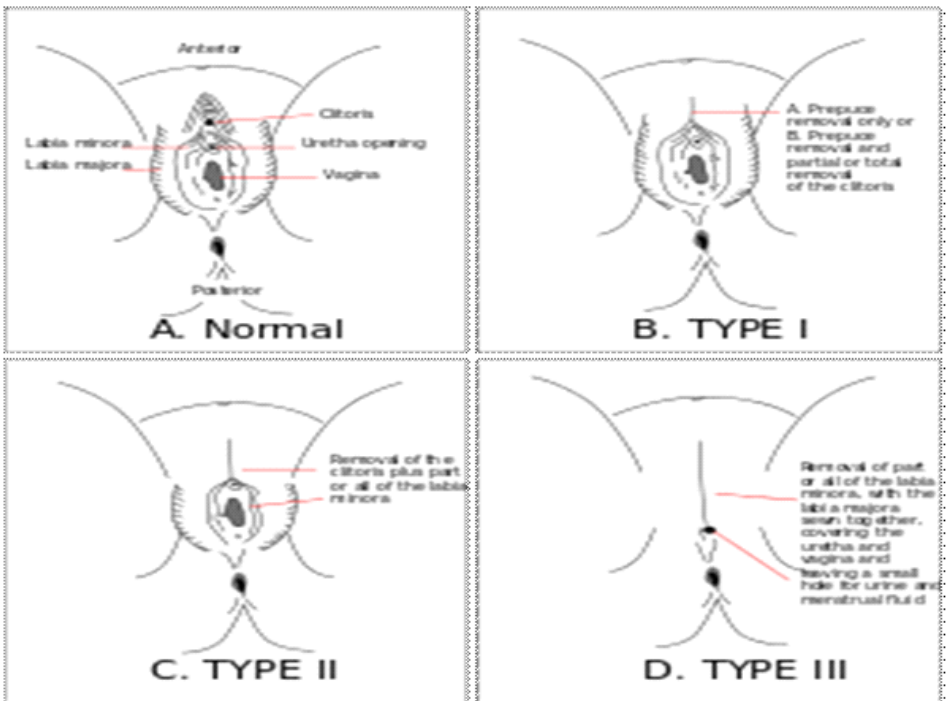 Anterior
Clitoris
Labia minora
Uretha opening
Labia majora
Vagina
Posterior
A. Normal
A. Prepuce
removal only or
B. Prepuce
removal and
partial or total
removal
of the clitoris
B. TYPE I
Removal of the
clitoris plus part
or all of the labia
minora
C. TYPE II
Removal of part
or all of the labia
minora, with the
labia majora
sewn together,
covering the
uretha and
vagina and
leaving a small
hole for urine and
menstrual fluid
D. TYPE III